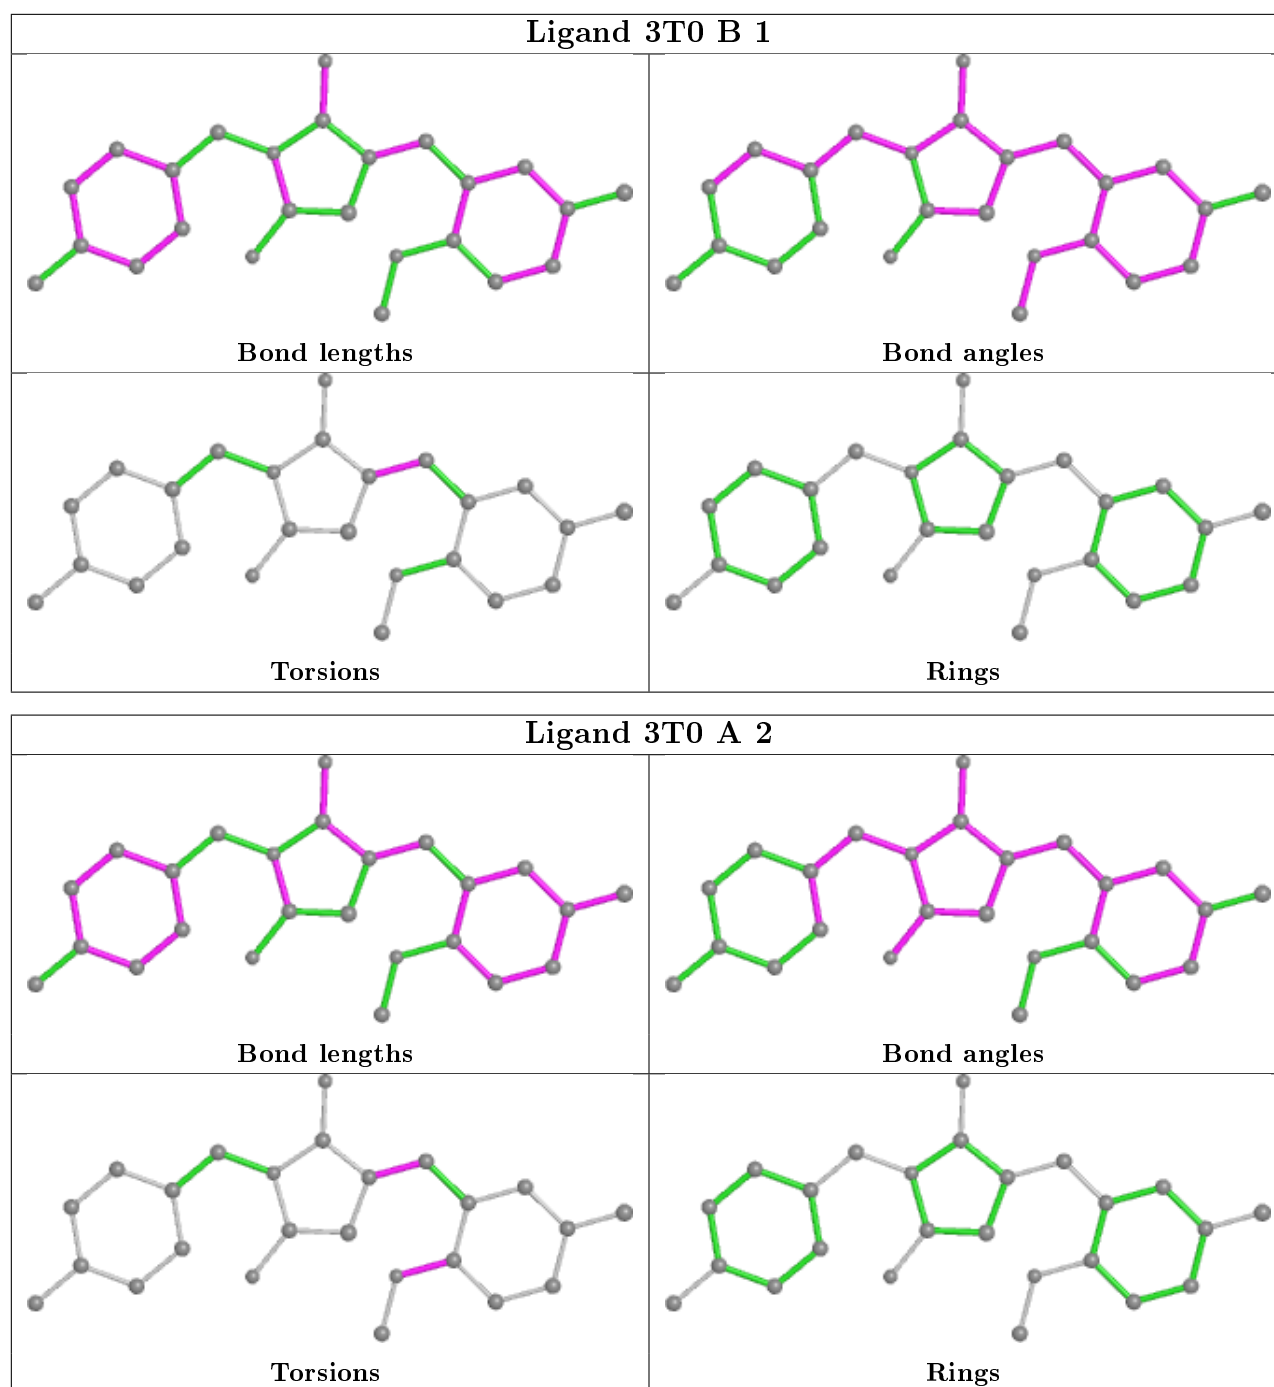 Ligand 3T0 B 1
Bond lengths
Bond angles
Torsions
Rings
Ligand 3T0 A 2
Bond lengths
Bond angles
Torsions
Rings